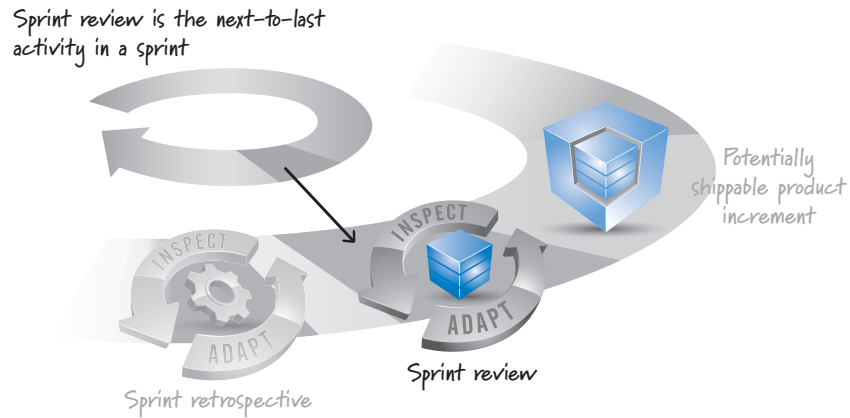 Sprint review is the next-to-last
activity in a sprint
Potentially
shippable product
increment
INSPECT
ADAPT
INSPECT
ADAPT
Sprint review
Sprint retrospective